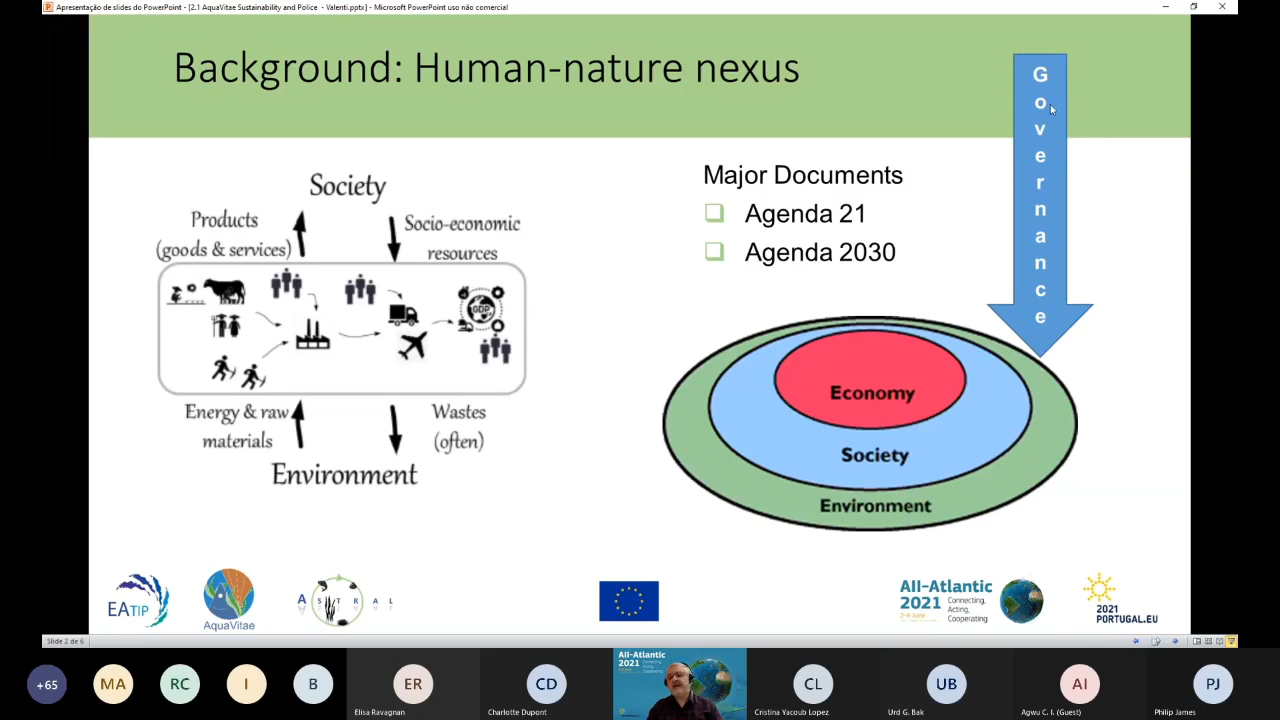 Apresentação de slides do PowerPoint - [2.1 AquaVitae Sustainability and Police - Valenti.pptx] - Microsoft PowerPoint uso não comercial
Background: Human-nature nexus
Governance
Society
Products
(goods & services)
Socio-economic
resources
GDP
Energy & raw
materials
Wastes
(often)
Environment
Major Documents
Agenda 21
Agenda 2030
Economy
Society
Environment
EATIP
AquaVitae
ASTRAL
All-Atlantic
2021
Connecting,
Acting,
Cooperating
2021
PORTUGAL.EU
Slide 2 de 6
+65
MA
RC
I
B
ER
Elisa Ravagnan
CD
Charlotte Dupont
All-Atlantic
2021
CL
Cristina Yacoub Lopez
UB
Urd G. Bak
AI
Agwu C. I. (Guest)
PJ
Philip James